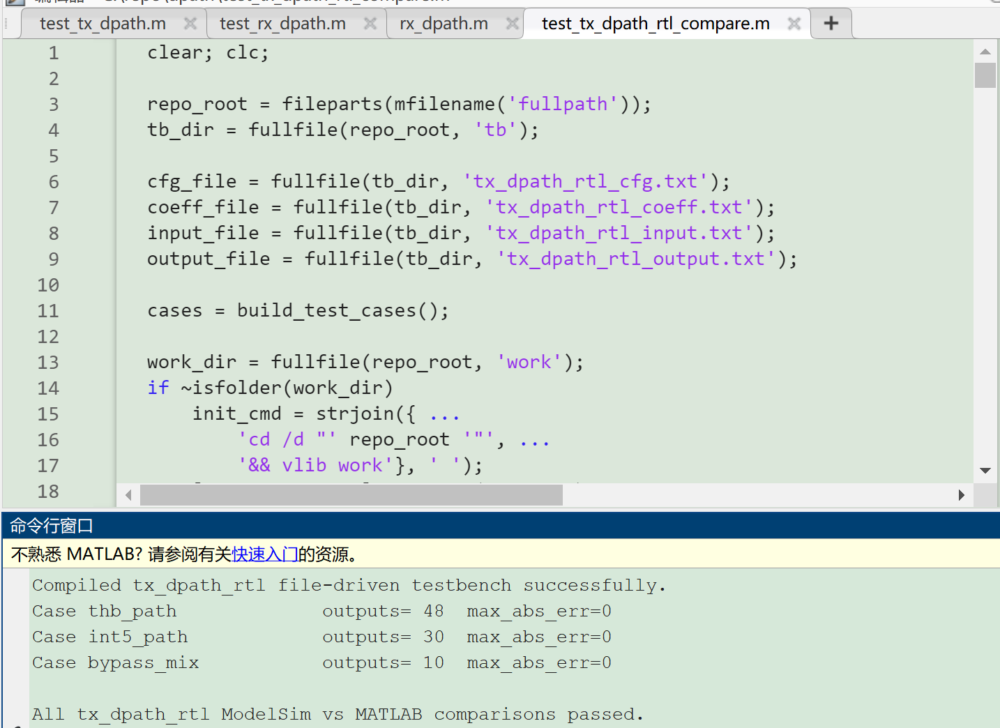 test_tx_dpath.m test_rx_dpath.m rx_dpath.m test_tx_dpath_rtl_compare.m
1 clear; clc;
2
3 repo_root = fileparts(mfilename('fullpath'));
4 tb_dir = fullfile(repo_root, 'tb');
5
6 cfg_file = fullfile(tb_dir, 'tx_dpath_rtl_cfg.txt');
7 coeff_file = fullfile(tb_dir, 'tx_dpath_rtl_coeff.txt');
8 input_file = fullfile(tb_dir, 'tx_dpath_rtl_input.txt');
9 output_file = fullfile(tb_dir, 'tx_dpath_rtl_output.txt');
10
11 cases = build_test_cases();
12
13 work_dir = fullfile(repo_root, 'work');
14 if ~isfolder(work_dir)
15 init_cmd = strjoin({ ...
16 'cd /d "' repo_root '"', ...
17 '&& vlib work'}, ' ');
18
命令行窗口
不熟悉 MATLAB? 请参阅有关快速入门的资源。
Compiled tx_dpath_rtl file-driven testbench successfully.
Case thb_path outputs= 48 max_abs_err=0
Case int5_path outputs= 30 max_abs_err=0
Case bypass_mix outputs= 10 max_abs_err=0
All tx_dpath_rtl ModelSim vs MATLAB comparisons passed.